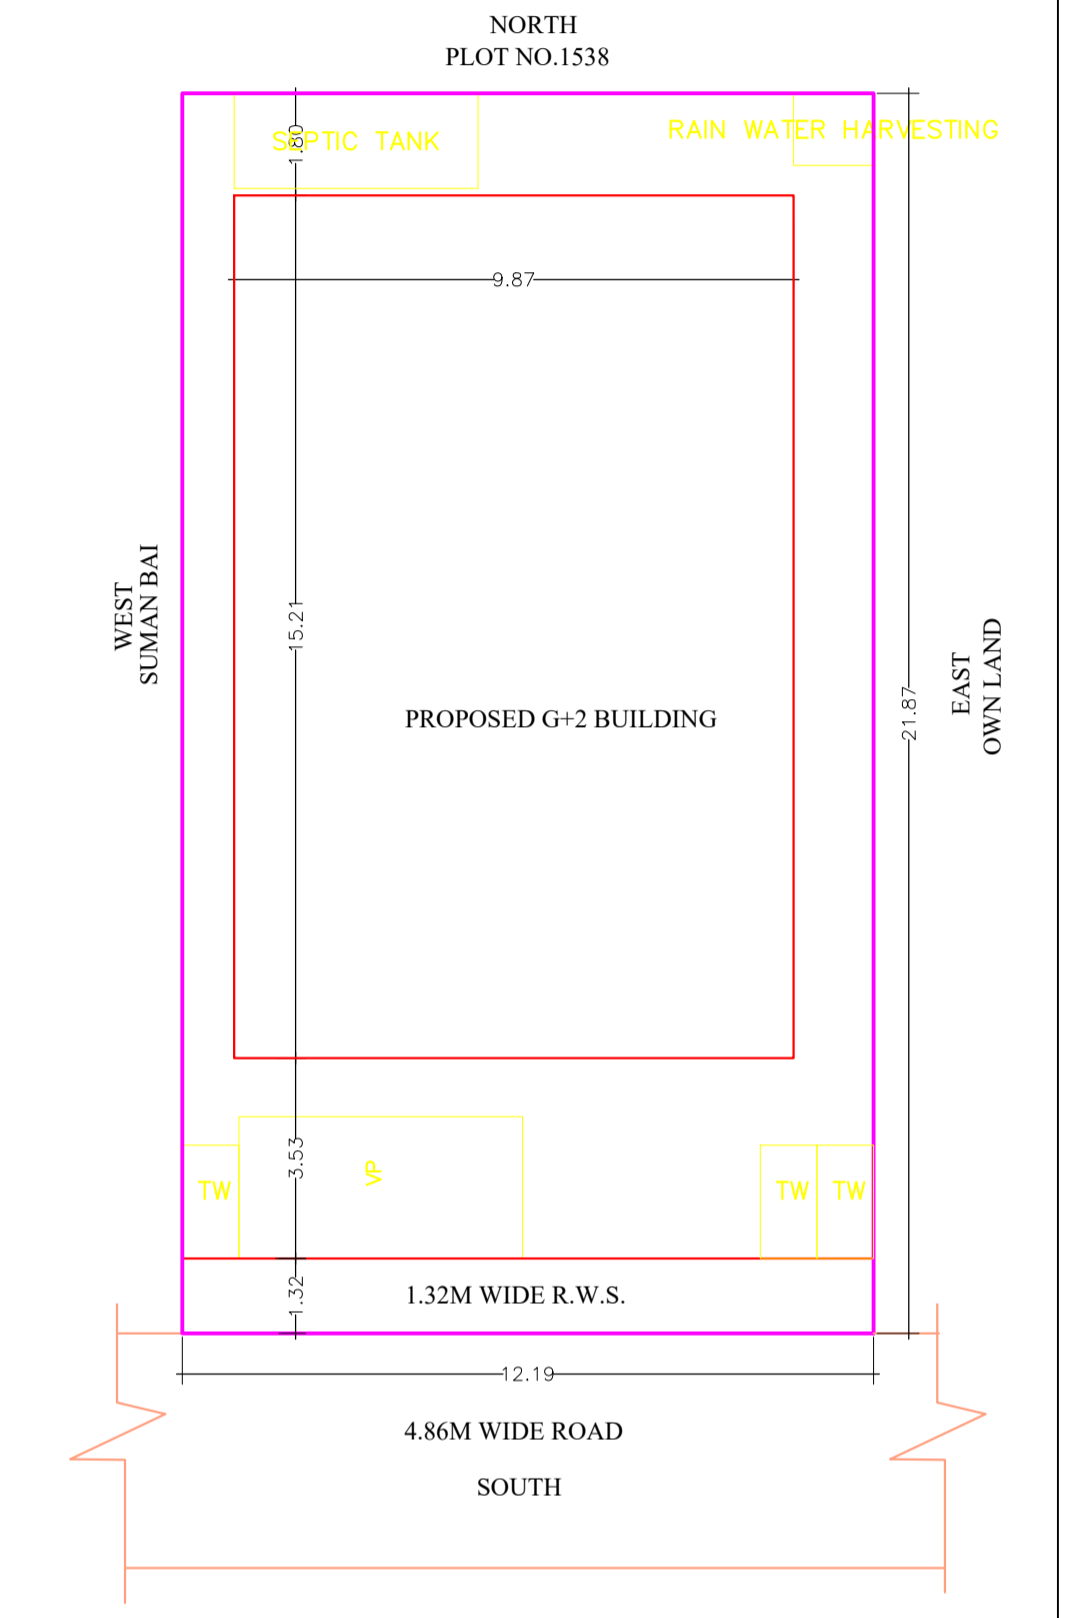 NORTH
PLOT NO.1538
1.80
SEPTIC TANK
RAIN WATER HARVESTING
9.87
WEST
SUMAN BAI
15.21
EAST
OWN LAND
21.87
PROPOSED G+2 BUILDING
3.53
VP
TW
TW
TW
1.32
1.32M WIDE R.W.S.
12.19
4.86M WIDE ROAD
SOUTH